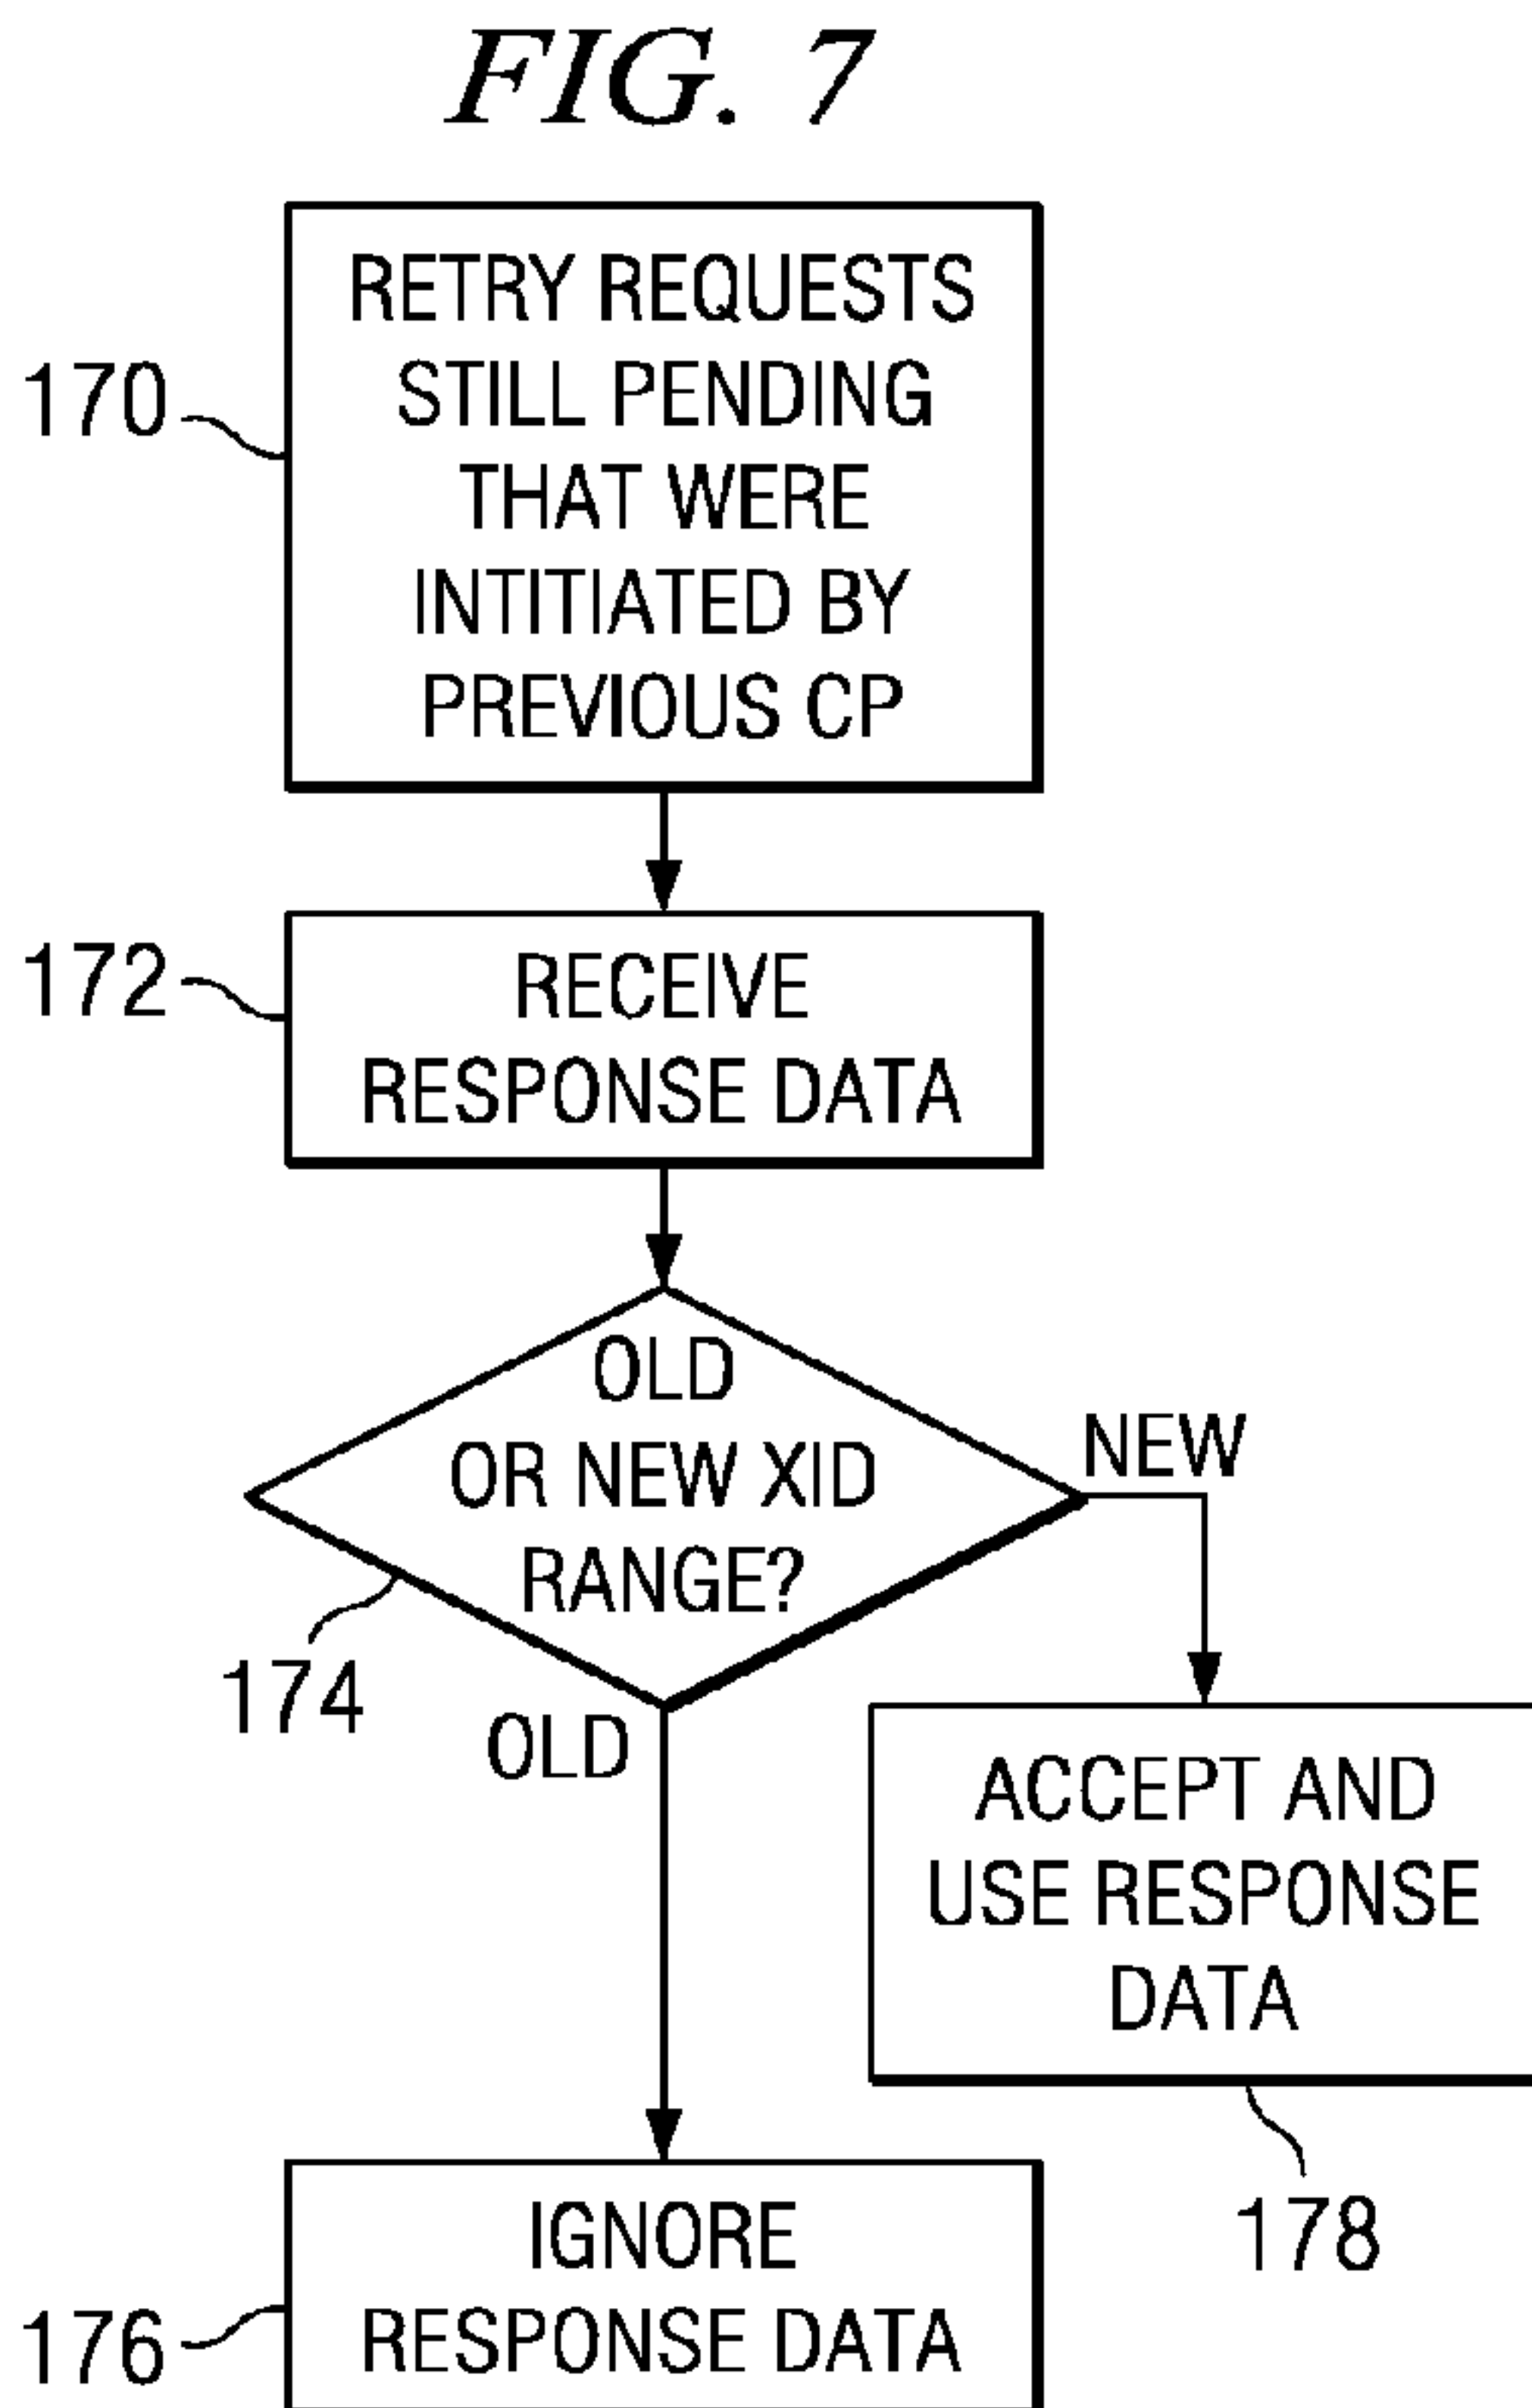 FIG. 7
RETRY REQUESTS
STILL PENDING
THAT WERE
INTITIATED BY
PREVIOUS CP
170
RECEIVE
RESPONSE DATA
172
OLD
OR NEW XID
RANGE?
174
NEW
OLD
ACCEPT AND
USE RESPONSE
DATA
178
IGNORE
RESPONSE DATA
176